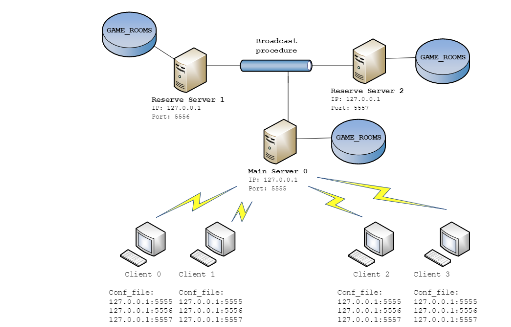 GAME_ROOMS
Broadcast
procedure
GAME_ROOMS
Reserve Server 1
IP: 127.0.0.1
Port: 5556
Reserve Server 2
IP: 127.0.0.1
Port: 5557
GAME_ROOMS
Main Server 0
IP: 127.0.0.1
Port: 5555
Client 0
Client 1
Client 2
Client 3
Conf_file:
127.0.0.1:5555
127.0.0.1:5556
127.0.0.1:5557
Conf_file:
127.0.0.1:5555
127.0.0.1:5556
127.0.0.1:5557
Conf_file:
127.0.0.1:5555
127.0.0.1:5556
127.0.0.1:5557
Conf_file:
127.0.0.1:5555
127.0.0.1:5556
127.0.0.1:5557